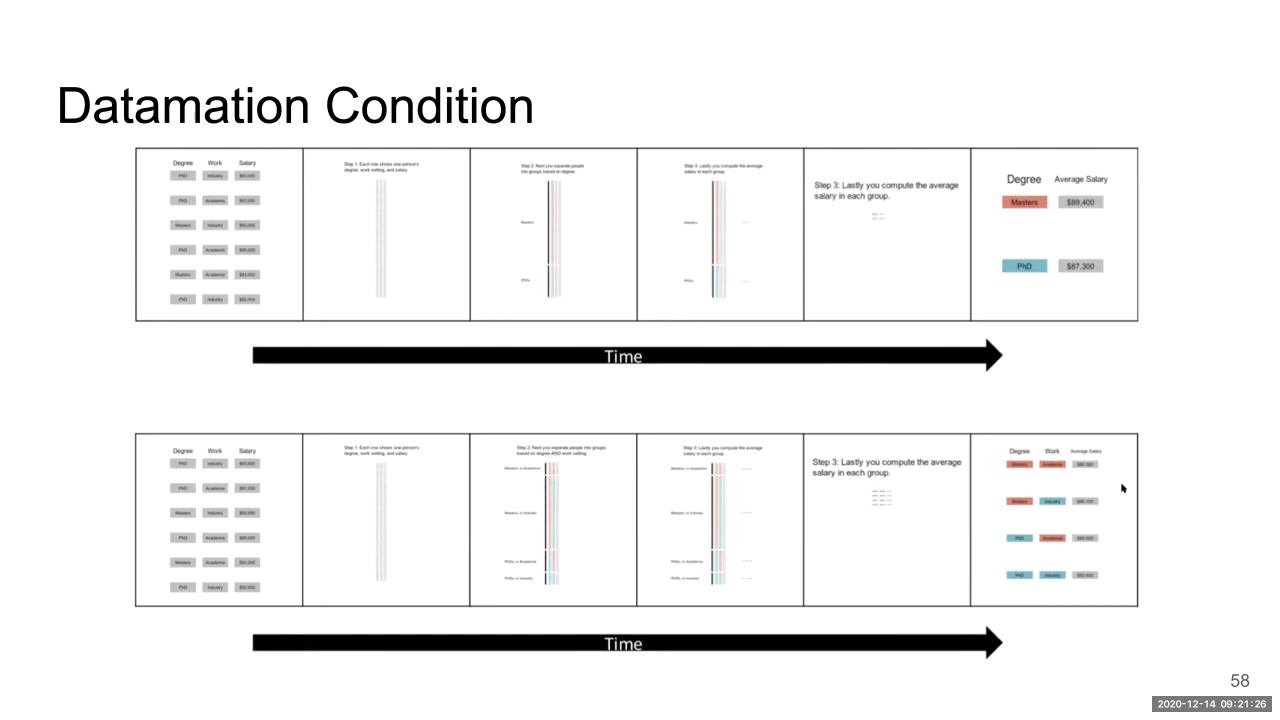 Datamation Condition
Degree Work Salary
PhD Industry
PhD Academia
Masters Industry
PhD Academia
Masters Academia
PhD Industry
Step 1: Each row shows one person's
degree, work setting, and salary
Step 2: Next you separate people
into groups based on degree.
Masters
PhDs
Step 3: Lastly you compute the average
salary in each group.
Masters
PhDs
Step 3: Lastly you compute the average
salary in each group.
Degree Average Salary
Masters $89,400
PhD $87,300
Time
Degree Work Salary
PhD Industry
PhD Academia
Masters Industry
PhD Academia
Masters Academia
PhD Industry
Step 1: Each row shows one person's
degree, work setting, and salary
Step 2: Next you separate people into groups
based on degree AND work setting
Masters, in Academia
Masters, in Industry
PhDs, in Academia
PhDs, in Industry
Step 3: Lastly you compute the average
salary in each group.
Masters, in Academia
Masters, in Industry
PhDs, in Academia
PhDs, in Industry
Step 3: Lastly you compute the average
salary in each group.
Degree Work Average Salary
Masters Academia
Masters Industry
PhD Academia
PhD Industry
Time
58
2020-12-14 09:21:26